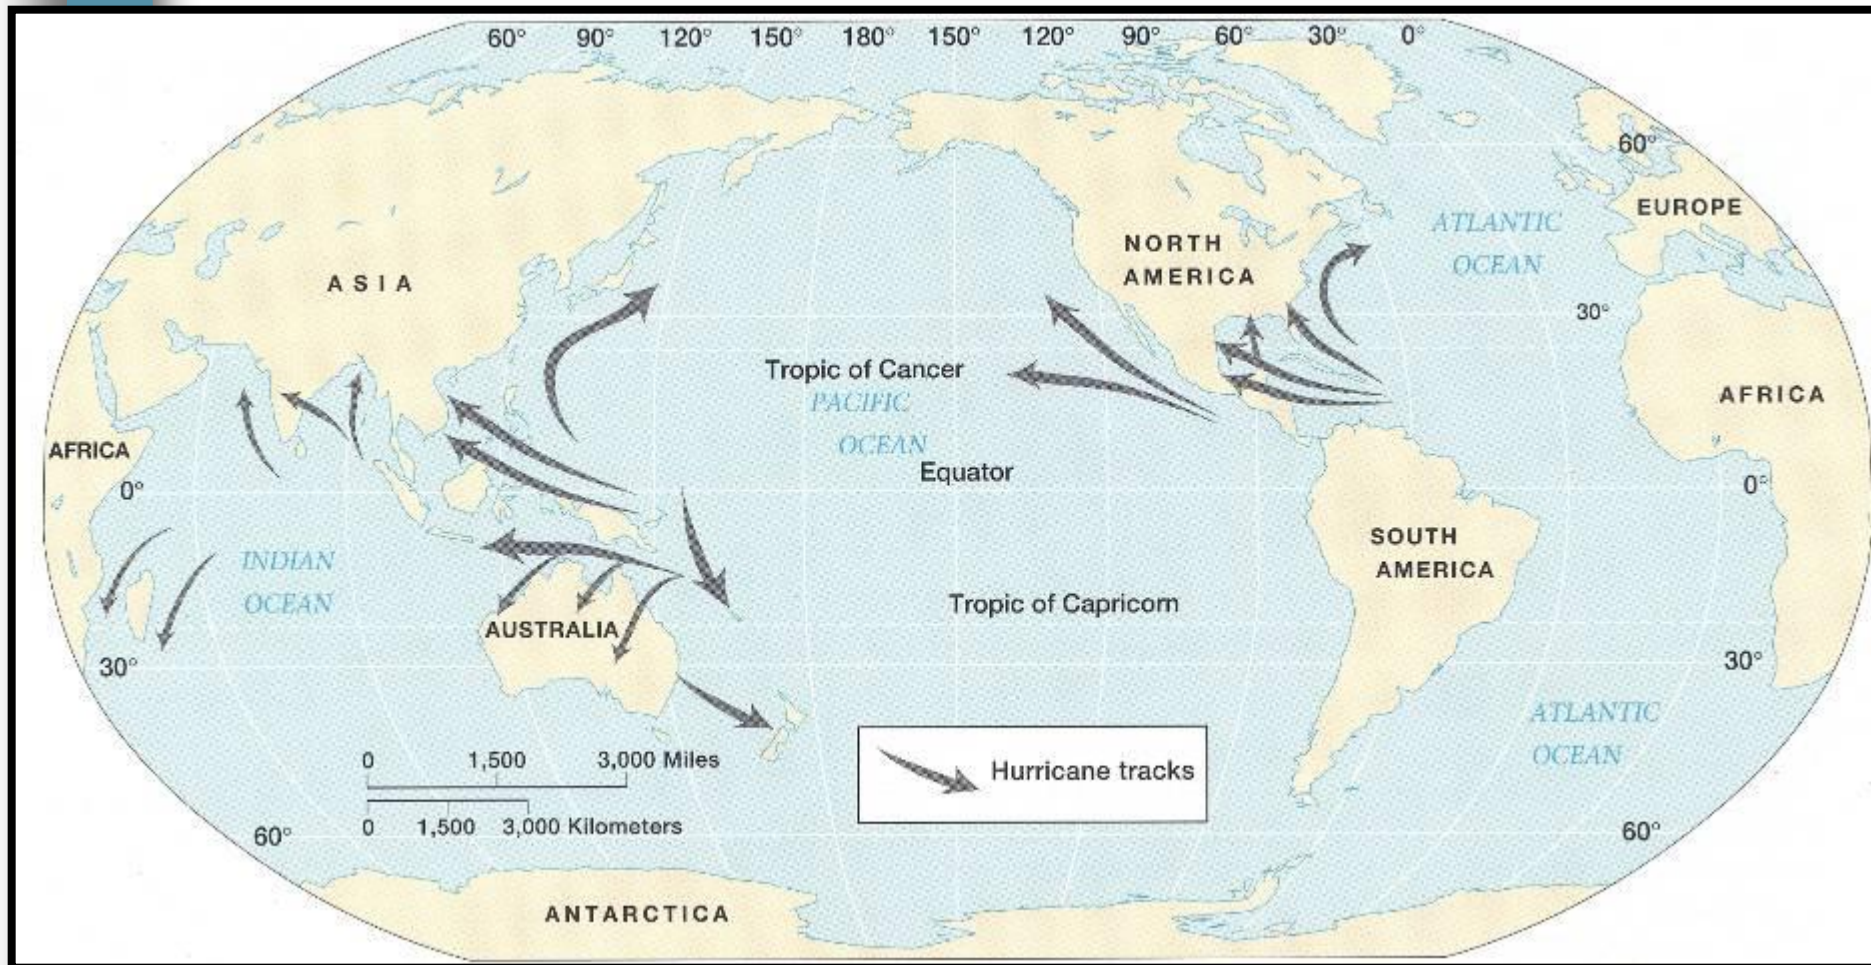 60° 90° 120° 150° 180° 150° 120° 90° 60° 30° 0°
60°
EUROPE
ATLANTIC
OCEAN
NORTH
AMERICA
ASIA
30°
Tropic of Cancer
PACIFIC
OCEAN
AFRICA
AFRICA
Equator
0°
0°
INDIAN
OCEAN
SOUTH
AMERICA
Tropic of Capricorn
AUSTRALIA
30°
30°
ATLANTIC
OCEAN
0 1,500 3,000 Miles
0 1,500 3,000 Kilometers
Hurricane tracks
60°
60°
ANTARCTICA